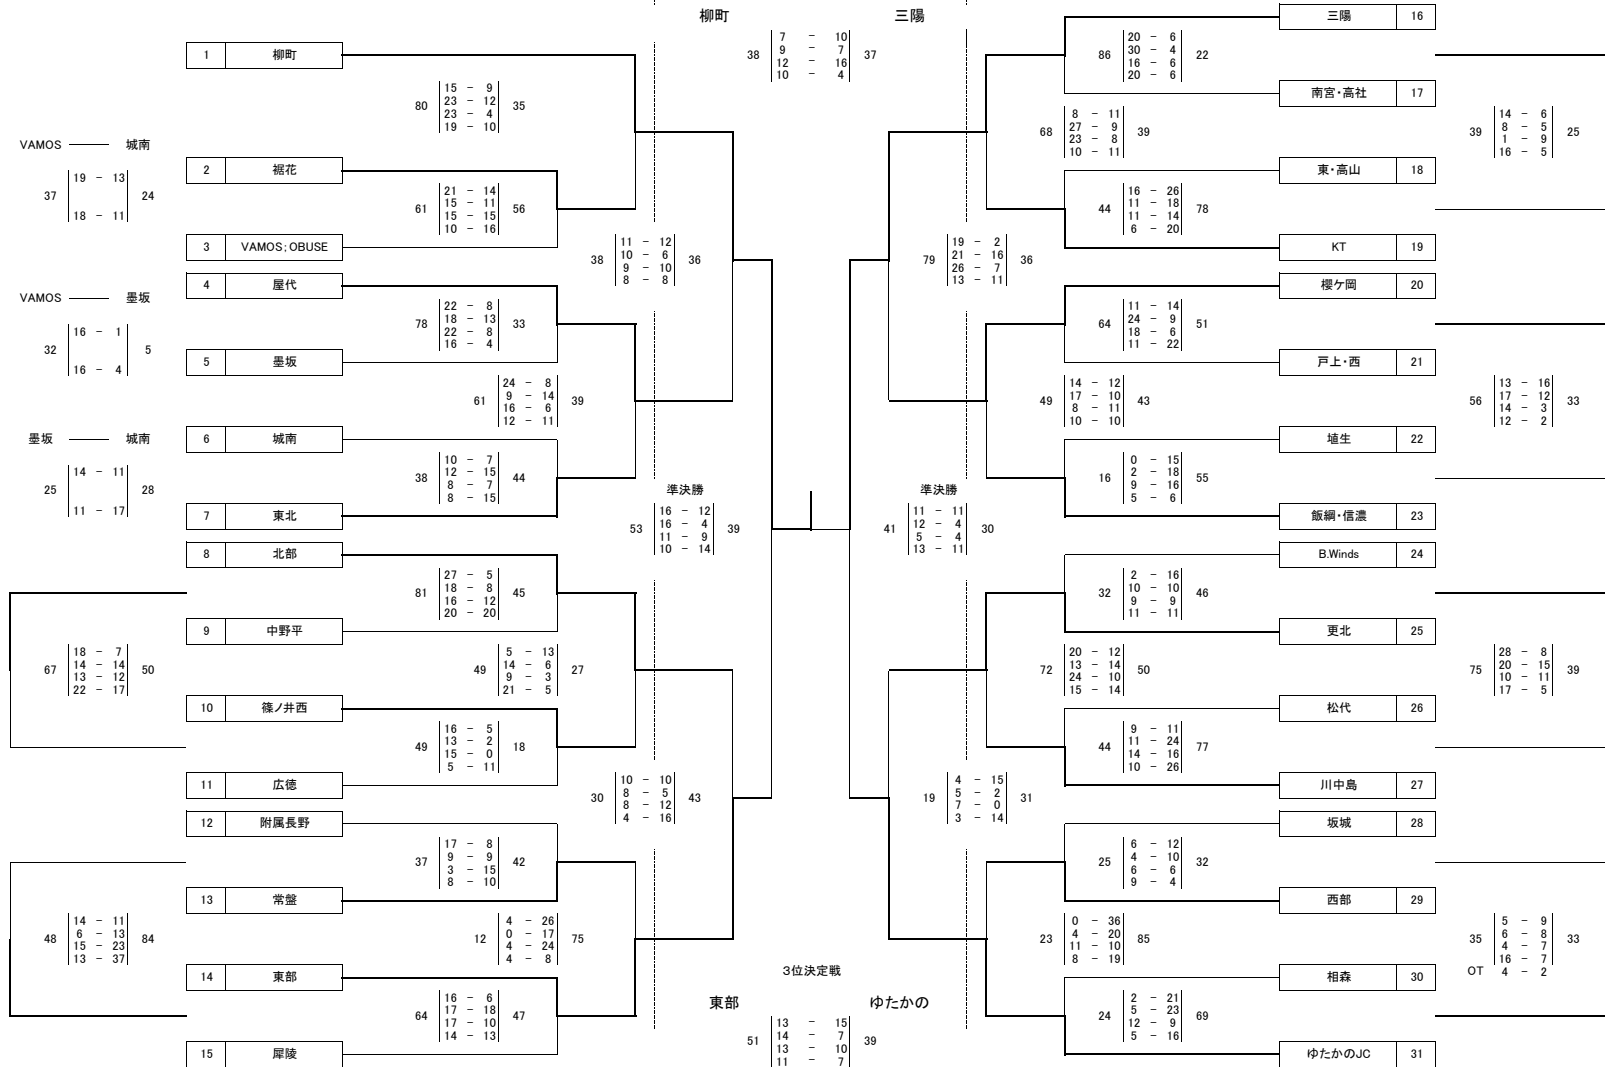 柳町 三陽
7 - 10
38 9 - 7 37
12 - 16
10 - 4
1 柳町
15 - 9
80 23 - 12 35
23 - 4
19 - 10
VAMOS 城南
19 - 13
37 24
18 - 11
2 裾花
21 - 14
61 15 - 11 56
15 - 15
10 - 16
3 VAMOS;OBUSE
11 - 12
38 10 - 6 36
9 - 10
8 - 8
4 屋代
VAMOS 墨坂
16 - 1
32 5
16 - 4
22 - 8
78 18 - 13 33
22 - 8
16 - 4
5 墨坂
24 - 8
61 9 - 14 39
16 - 6
12 - 11
墨坂 城南
14 - 11
25 28
11 - 17
6 城南
10 - 7
38 12 - 15 44
8 - 7
8 - 15
7 東北
準決勝
16 - 12
53 16 - 4 39
11 - 9
10 - 14
8 北部
27 - 5
81 18 - 8 45
16 - 12
20 - 20
9 中野平
18 - 7
67 14 - 14 50
13 - 12
22 - 17
5 - 13
49 14 - 6 27
9 - 3
21 - 5
10 篠ノ井西
16 - 5
49 13 - 2 18
15 - 0
5 - 11
11 広徳
10 - 10
30 8 - 5 43
8 - 12
4 - 16
12 附属長野
17 - 8
37 9 - 9 42
3 - 15
8 - 10
13 常盤
14 - 11
48 6 - 13 84
15 - 23
13 - 37
4 - 26
12 0 - 17 75
4 - 24
4 - 8
14 東部
16 - 6
64 17 - 18 47
17 - 10
14 - 13
15 犀陵
3位決定戦
東部 ゆたかの
13 - 15
51 14 - 7 39
13 - 10
11 - 7
三陽 16
20 - 6
86 30 - 4 22
16 - 6
20 - 6
南宮・高社 17
8 - 11
68 27 - 9 39
23 - 8
10 - 11
14 - 6
39 8 - 5 25
1 - 9
16 - 5
東・高山 18
16 - 26
44 11 - 18 78
11 - 14
6 - 20
KT 19
19 - 2
79 21 - 16 36
26 - 7
13 - 11
櫻ケ岡 20
11 - 14
64 24 - 9 51
18 - 6
11 - 22
戸上・西 21
14 - 12
49 17 - 10 43
8 - 11
10 - 10
13 - 16
56 17 - 12 33
14 - 3
12 - 2
埴生 22
0 - 15
16 2 - 18 55
9 - 16
5 - 6
飯綱・信濃 23
準決勝
11 - 11
41 12 - 4 30
5 - 4
13 - 11
B.Winds 24
2 - 16
32 10 - 10 46
9 - 9
11 - 11
更北 25
20 - 12
72 13 - 14 50
24 - 10
15 - 14
28 - 8
75 20 - 15 39
10 - 11
17 - 5
松代 26
9 - 11
44 11 - 24 77
14 - 16
10 - 26
川中島 27
4 - 15
19 5 - 2 31
7 - 0
3 - 14
坂城 28
6 - 12
25 4 - 10 32
6 - 6
9 - 4
西部 29
0 - 36
23 4 - 20 85
11 - 10
8 - 19
5 - 9
35 6 - 8 33
4 - 7
16 - 7
OT 4 - 2
相森 30
2 - 21
24 5 - 23 69
12 - 9
5 - 16
ゆたかのJC 31